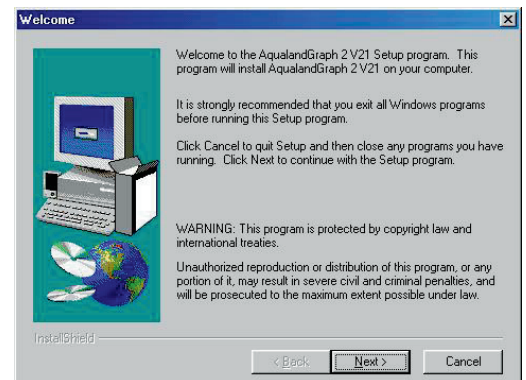 Welcome
Welcome to the AqualandGraph 2 V21 Setup program. This
program will install AqualandGraph 2 V21 on your computer.
It is strongly recommended that you exit all Windows programs
before running this Setup program.
Click Cancel to quit Setup and then close any programs you have
running. Click Next to continue with the Setup program.
WARNING: This program is protected by copyright law and
international treaties.
Unauthorized reproduction or distribution of this program, or any
portion of it, may result in severe civil and criminal penalties, and
will be prosecuted to the maximum extent possible under law.
InstallShield
< Back Next > Cancel